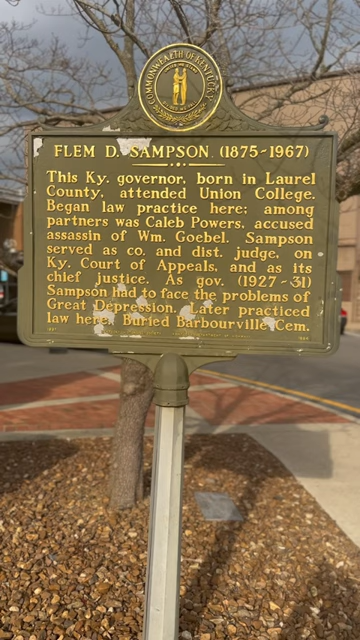 COMMONWEALTH OF KENTUCKY
FLEM D. SAMPSON (1875-1967)
This Ky. governor, born in Laurel
County, attended Union College.
Began law practice here; among
partners was Caleb Powers, accused
assassin of Wm. Goebel. Sampson
served as co. and dist. judge, on
Ky. Court of Appeals, and as its
chief justice. As gov. (1927-31)
Sampson had to face the problems of
Great Depression. Later practiced
law here. Buried Barbourville Cem.